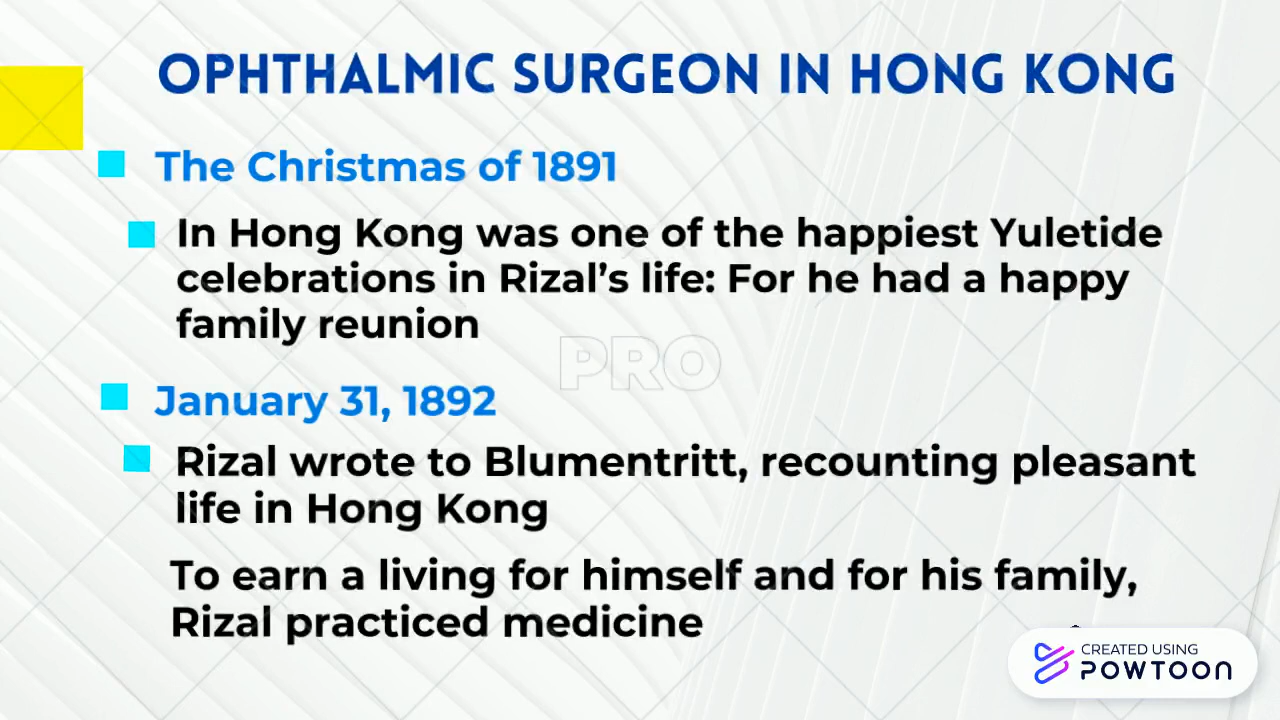 OPHTHALMIC SURGEON IN HONG KONG
The Christmas of 1891
In Hong Kong was one of the happiest Yuletide
celebrations in Rizal's life: For he had a happy
family reunion
PRO
January 31, 1892
Rizal wrote to Blumentritt, recounting pleasant
life in Hong Kong
To earn a living for himself and for his family,
Rizal practiced medicine
CREATED USING
POWTOON